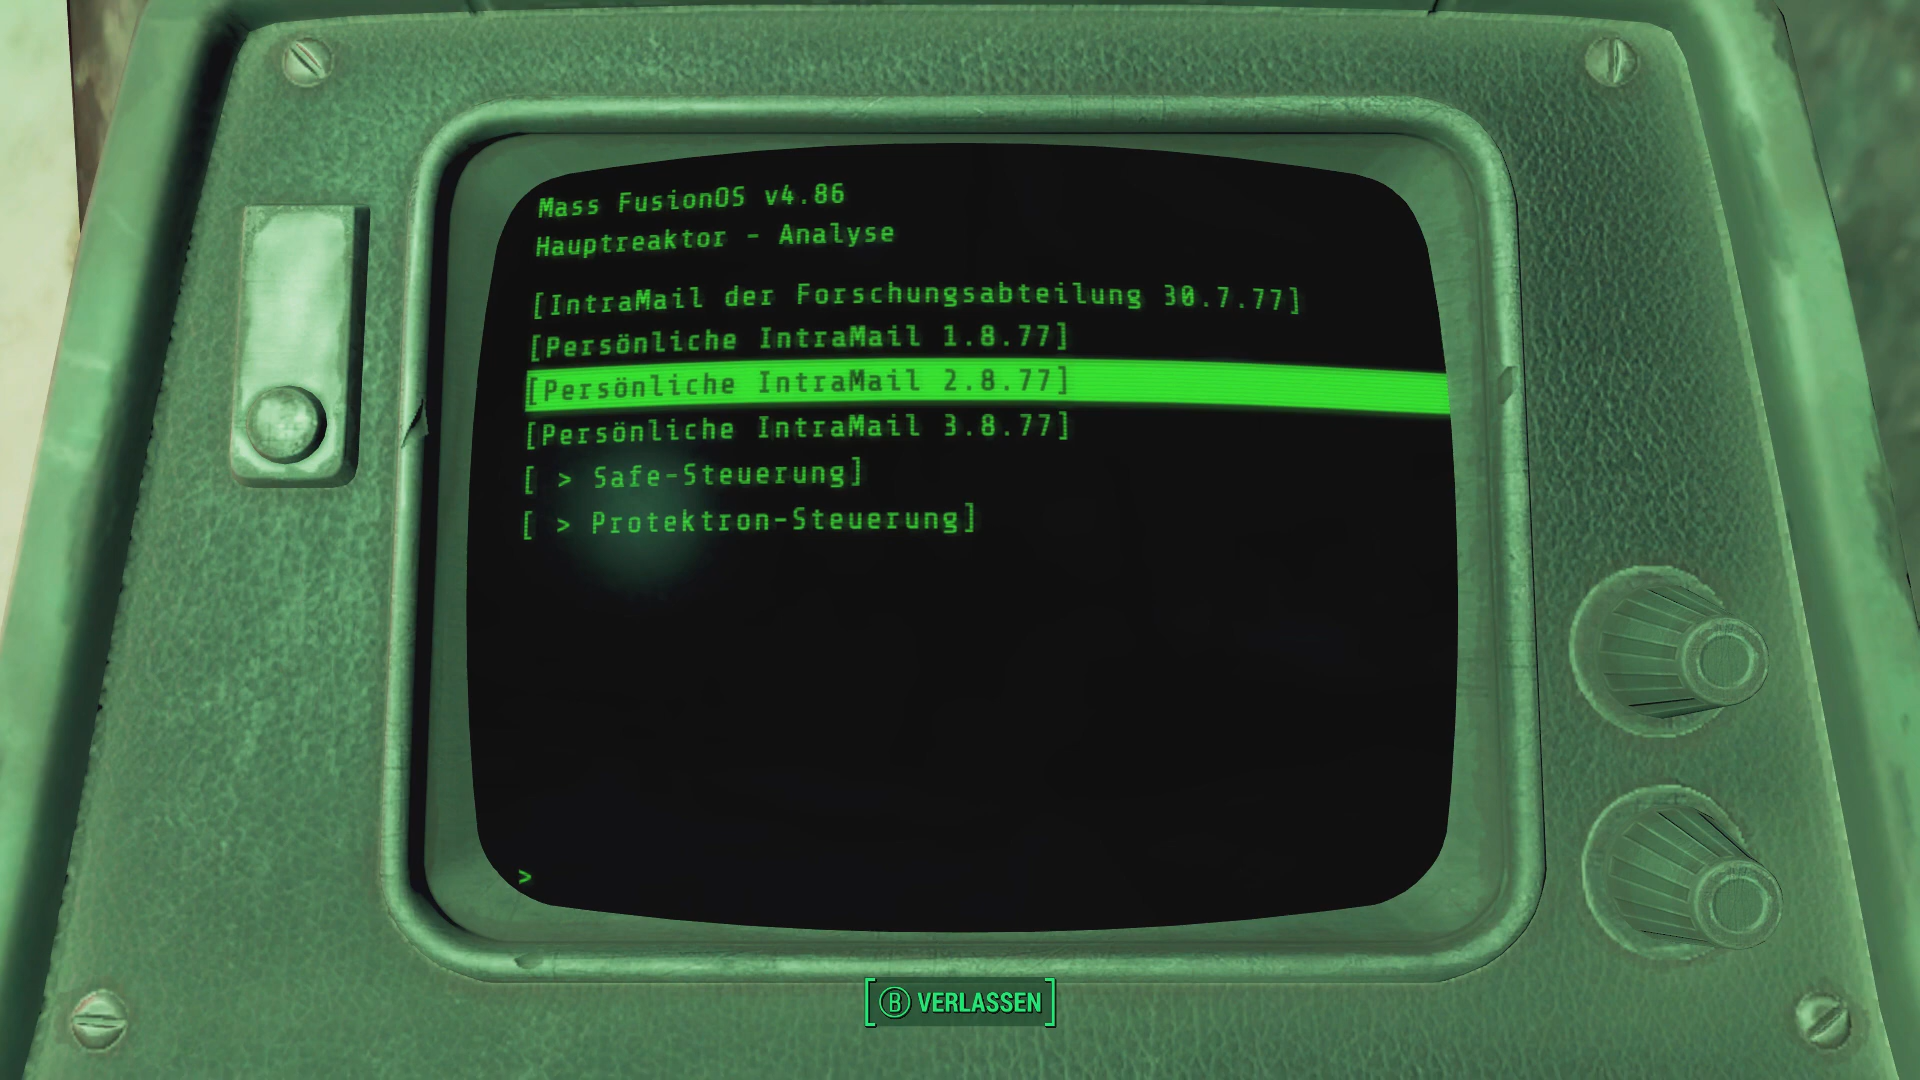 Mass FusionOS v4.86
Hauptreaktor - Analyse
[IntraMail der Forschungsabteilung 30.7.77]
[Persönliche IntraMail 1.8.77]
[Persönliche IntraMail 2.8.77]
[Persönliche IntraMail 3.8.77]
[ > Safe-Steuerung]
[ > Protektron-Steuerung]
>
[Ⓑ VERLASSEN]